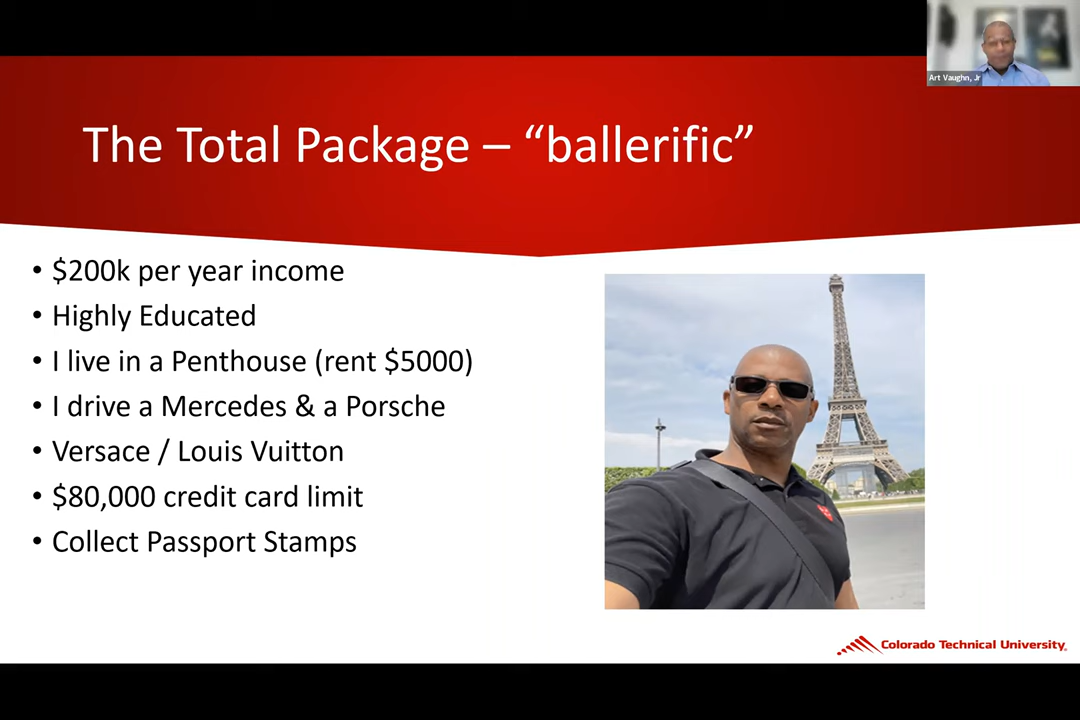 Art Vaughn, Jr
The Total Package – “ballerific”
• $200k per year income
• Highly Educated
• I live in a Penthouse (rent $5000)
• I drive a Mercedes & a Porsche
• Versace / Louis Vuitton
• $80,000 credit card limit
• Collect Passport Stamps
Colorado Technical University